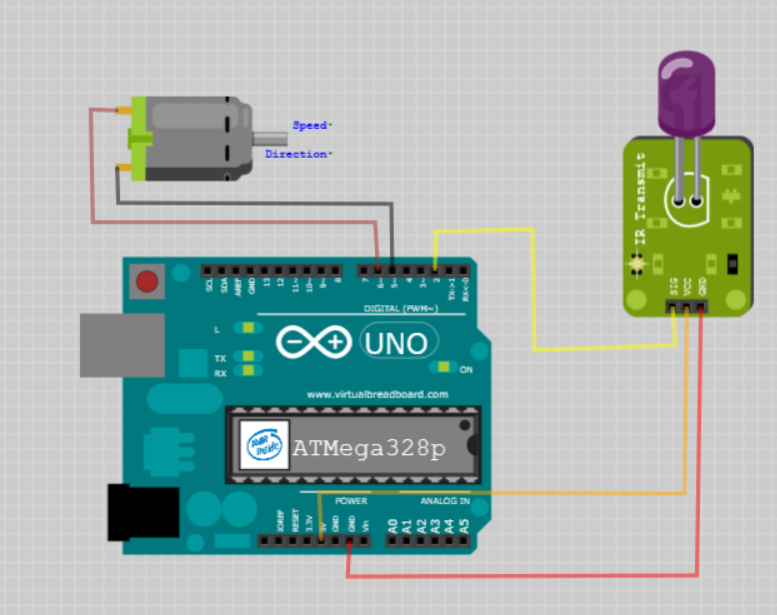 Speed
Direction
IR Transmit
SIG
VCC
GND
SCL
SDA
AREF
GND
13
12
11~
10~
9~
8
7
6~
5~
4
3~
2
TX>1
RX<0
DIGITAL (PWM~)
L
TX
RX
UNO
ON
www.virtualbreadboard.com
AVR
inside
ATMega328p
POWER
ANALOG IN
IOREF
RESET
3.3V
5V
GND
GND
Vin
A0
A1
A2
A3
A4
A5